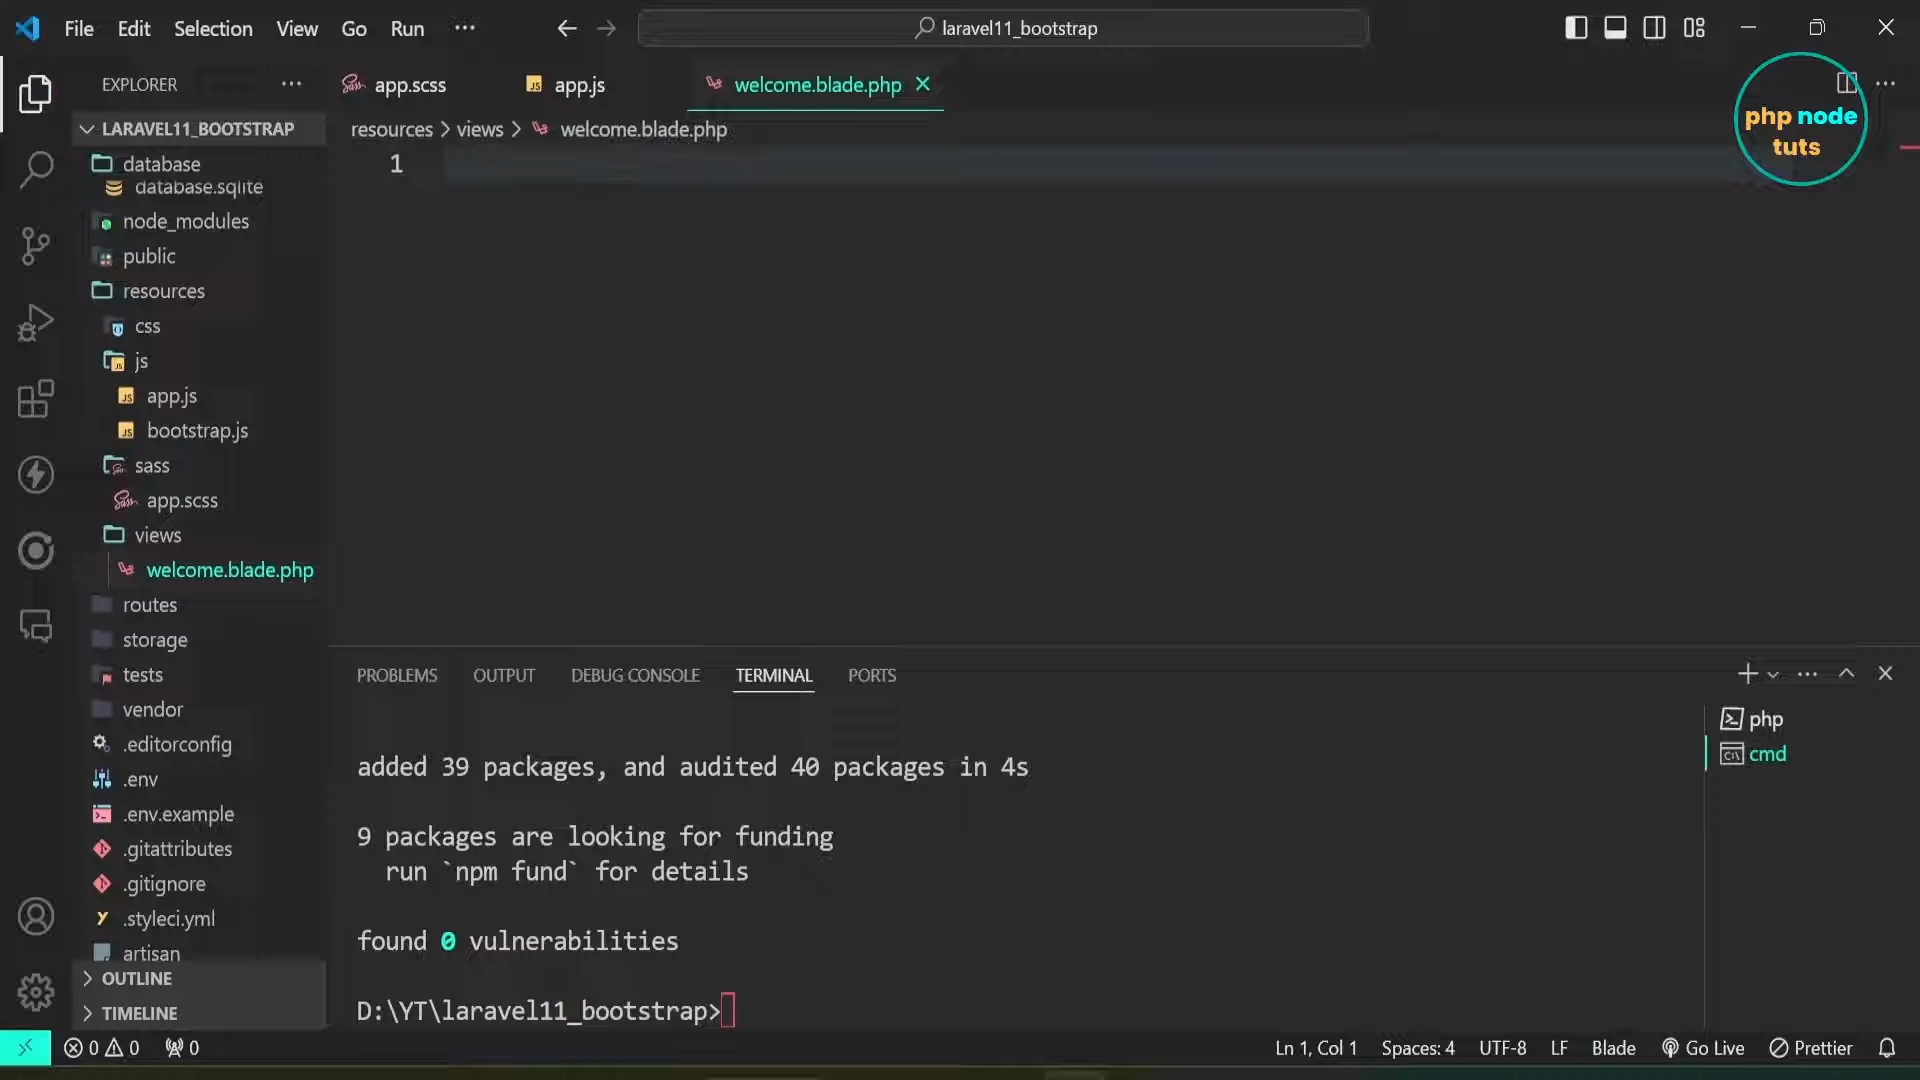 File Edit Selection View Go Run ···
laravel11_bootstrap
EXPLORER
app.scss
app.js
welcome.blade.php
php node
tuts
LARAVEL11_BOOTSTRAP
resources > views > welcome.blade.php
1
database
database.sqlite
node_modules
public
resources
css
js
app.js
bootstrap.js
sass
app.scss
views
welcome.blade.php
routes
storage
tests
vendor
.editorconfig
.env
.env.example
.gitattributes
.gitignore
.styleci.yml
artisan
OUTLINE
TIMELINE
PROBLEMS OUTPUT DEBUG CONSOLE TERMINAL PORTS
php
cmd
added 39 packages, and audited 40 packages in 4s
9 packages are looking for funding
run `npm fund` for details
found 0 vulnerabilities
D:\YT\laravel11_bootstrap>
0 0 0 Ln 1, Col 1 Spaces: 4 UTF-8 LF Blade Go Live Prettier